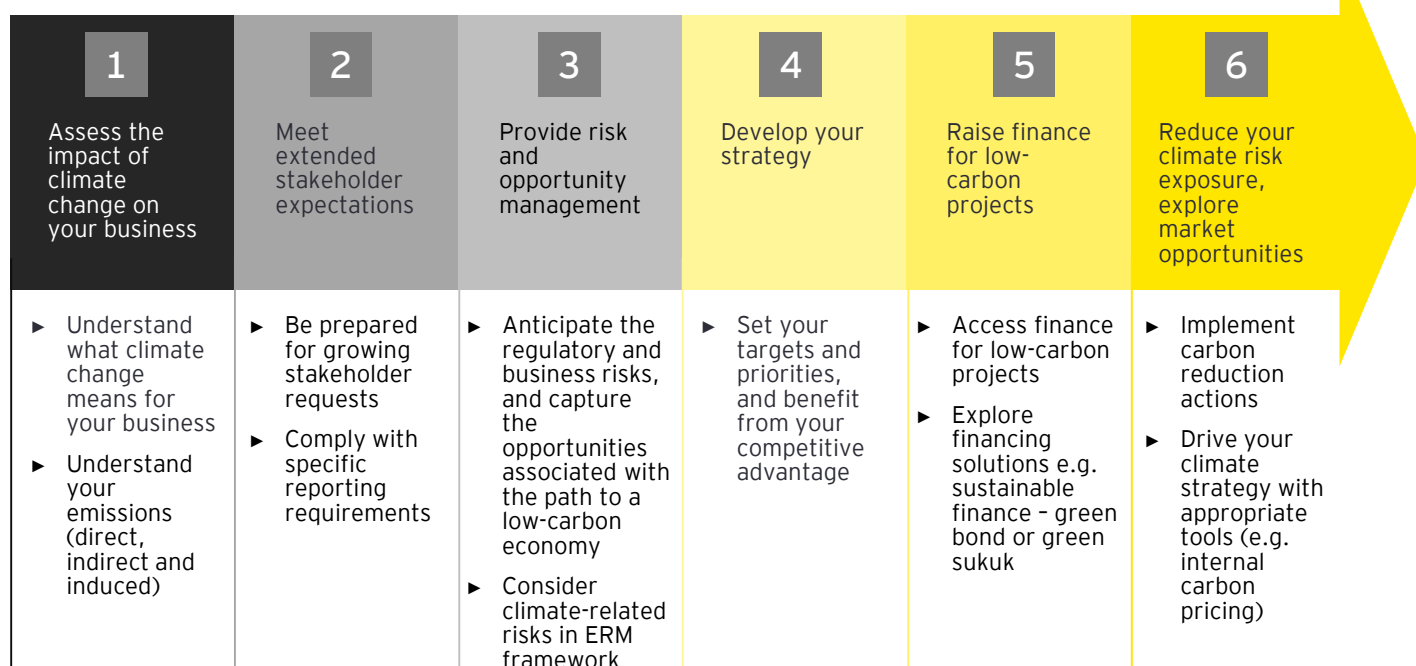 1
Assess the
impact of
climate
change on
your business
2
Meet
extended
stakeholder
expectations
3
Provide risk
and
opportunity
management
4
Develop your
strategy
5
Raise finance
for low-
carbon
projects
6
Reduce your
climate risk
exposure,
explore
market
opportunities
► Understand
what climate
change
means for
your business
► Understand
your
emissions
(direct,
indirect and
induced)
► Be prepared
for growing
stakeholder
requests
► Comply with
specific
reporting
requirements
► Anticipate the
regulatory and
business risks,
and capture
the
opportunities
associated with
the path to a
low-carbon
economy
► Consider
climate-related
risks in ERM
framework
► Set your
targets and
priorities,
and benefit
from your
competitive
advantage
► Access finance
for low-carbon
projects
► Explore
financing
solutions e.g.
sustainable
finance – green
bond or green
sukuk
► Implement
carbon
reduction
actions
► Drive your
climate
strategy with
appropriate
tools (e.g.
internal
carbon
pricing)